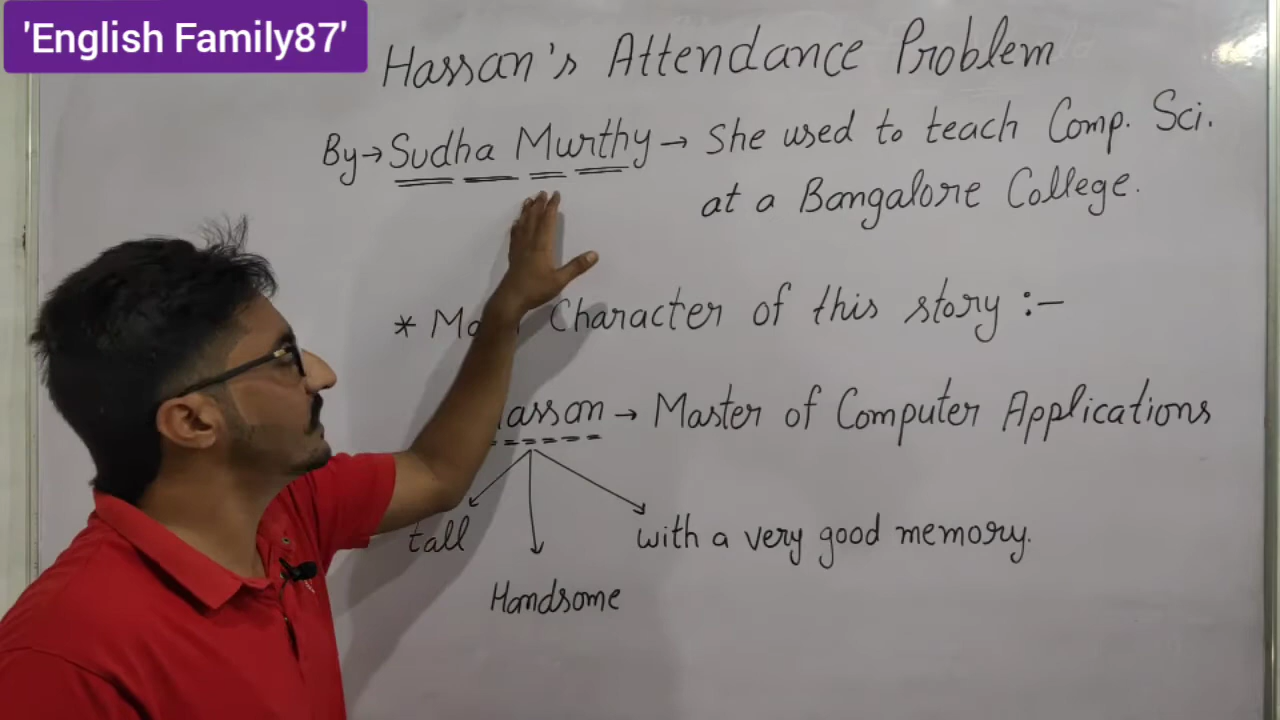 'English Family87'
Hassan's Attendance Problem
By→ Sudha Murthy → She used to teach Comp. Sci.
at a Bangalore College.
* Character of this story :-
→ Master of Computer Applications
tall
with a very good memory.
Handsome